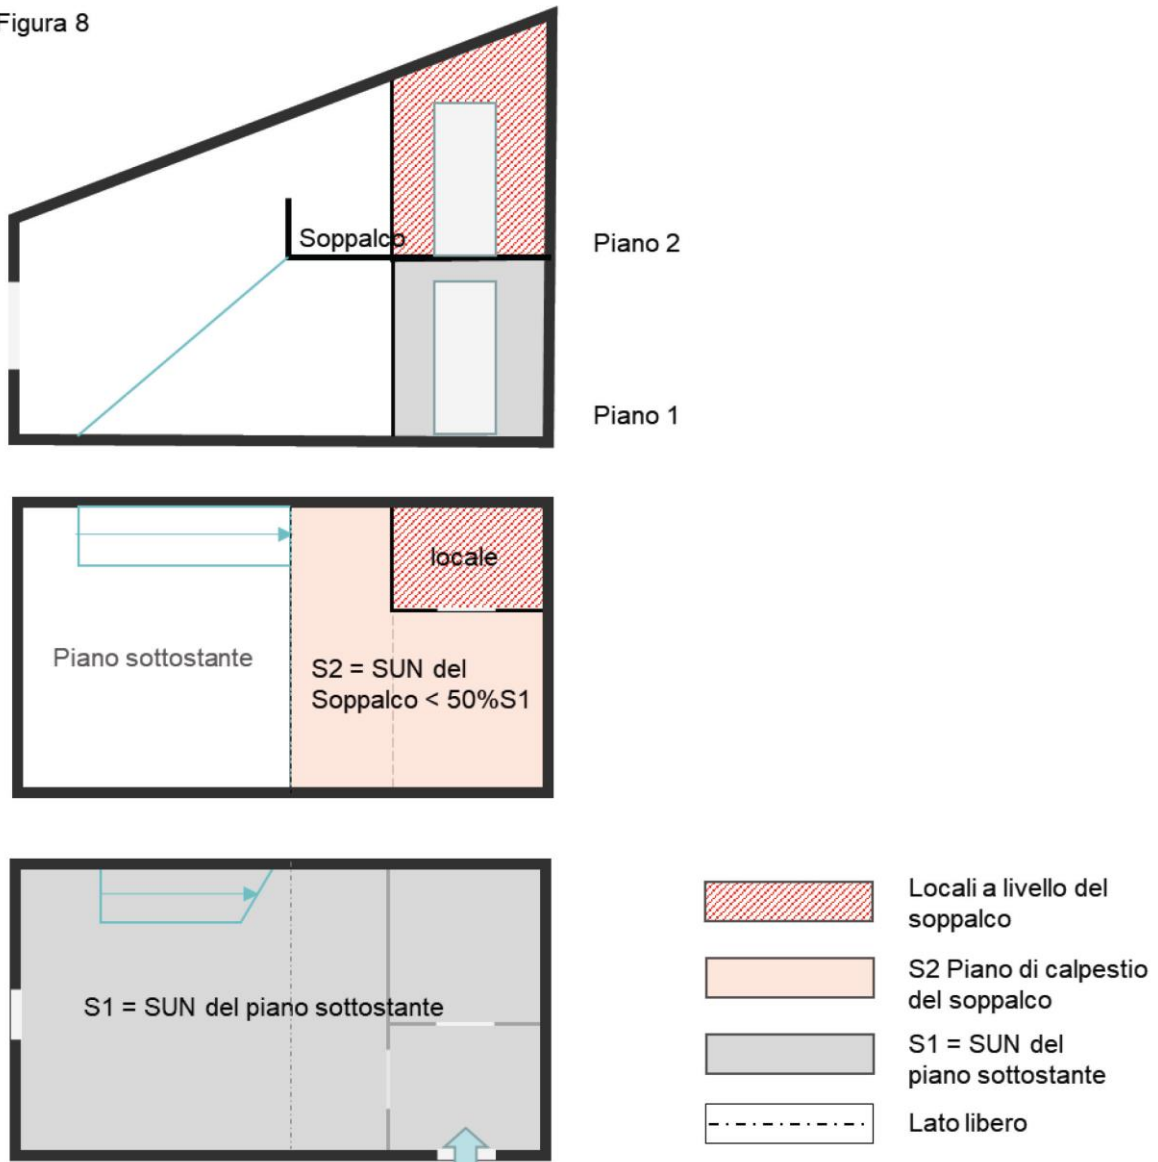 Figura 8
Soppalco
Piano 2
Piano 1
locale
Piano sottostante
S2 = SUN del
Soppalco < 50%S1
S1 = SUN del piano sottostante
Locali a livello del
soppalco
S2 Piano di calpestio
del soppalco
S1 = SUN del
piano sottostante
Lato libero